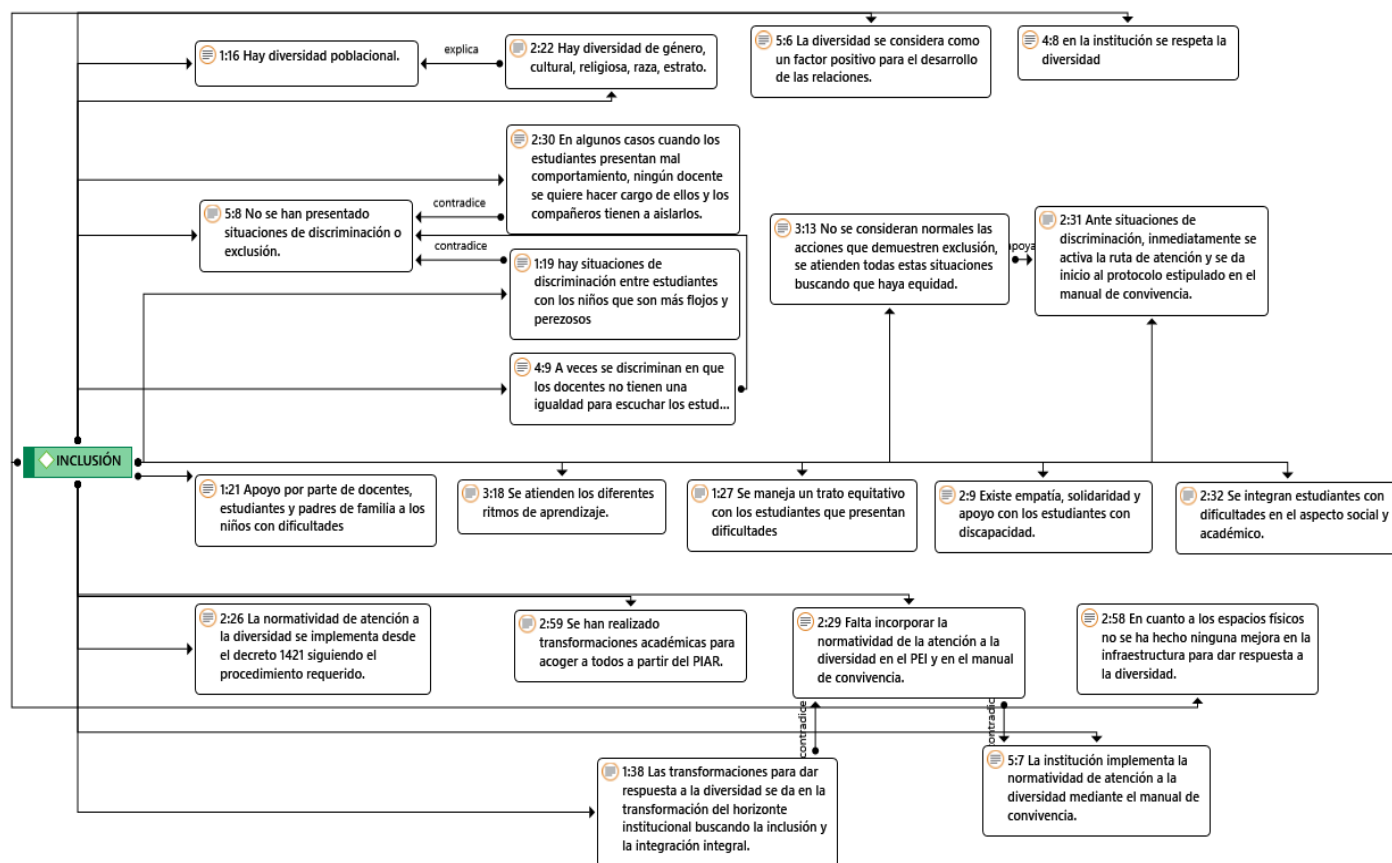 1:16 Hay diversidad poblacional.
explica
2:22 Hay diversidad de género,
cultural, religiosa, raza, estrato.
5:6 La diversidad se considera como
un factor positivo para el desarrollo
de las relaciones.
4:8 en la institución se respeta la
diversidad
2:30 En algunos casos cuando los
estudiantes presentan mal
comportamiento, ningún docente
se quiere hacer cargo de ellos y los
compañeros tienen a aislarlos.
contradice
5:8 No se han presentado
situaciones de discriminación o
exclusión.
contradice
1:19 hay situaciones de
discriminación entre estudiantes
con los niños que son más flojos y
perezosos
3:13 No se consideran normales las
acciones que demuestren exclusión,
se atienden todas estas situaciones
buscando que haya equidad.
apoya
2:31 Ante situaciones de
discriminación, inmediatamente se
activa la ruta de atención y se da
inicio al protocolo estipulado en el
manual de convivencia.
4:9 A veces se discriminan en que
los docentes no tienen una
igualdad para escuchar los estud...
INCLUSIÓN
1:21 Apoyo por parte de docentes,
estudiantes y padres de familia a los
niños con dificultades
3:18 Se atienden los diferentes
ritmos de aprendizaje.
1:27 Se maneja un trato equitativo
con los estudiantes que presentan
dificultades
2:9 Existe empatía, solidaridad y
apoyo con los estudiantes con
discapacidad.
2:32 Se integran estudiantes con
dificultades en el aspecto social y
académico.
2:26 La normatividad de atención a
la diversidad se implementa desde
el decreto 1421 siguiendo el
procedimiento requerido.
2:59 Se han realizado
transformaciones académicas para
acoger a todos a partir del PIAR.
2:29 Falta incorporar la
normatividad de la atención a la
diversidad en el PEI y en el manual
de convivencia.
2:58 En cuanto a los espacios físicos
no se ha hecho ninguna mejora en la
infraestructura para dar respuesta a
la diversidad.
contradice
contradice
1:38 Las transformaciones para dar
respuesta a la diversidad se da en la
transformación del horizonte
institucional buscando la inclusión y
la integración integral.
5:7 La institución implementa la
normatividad de atención a la
diversidad mediante el manual de
convivencia.